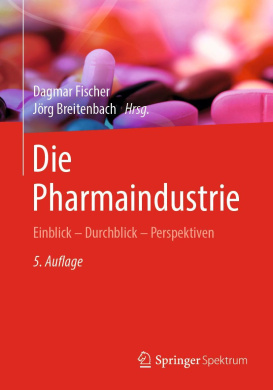 Dagmar Fischer
Jörg Breitenbach Hrsg.
Die
Pharmaindustrie
Einblick – Durchblick – Perspektiven
5. Auflage
Springer Spektrum